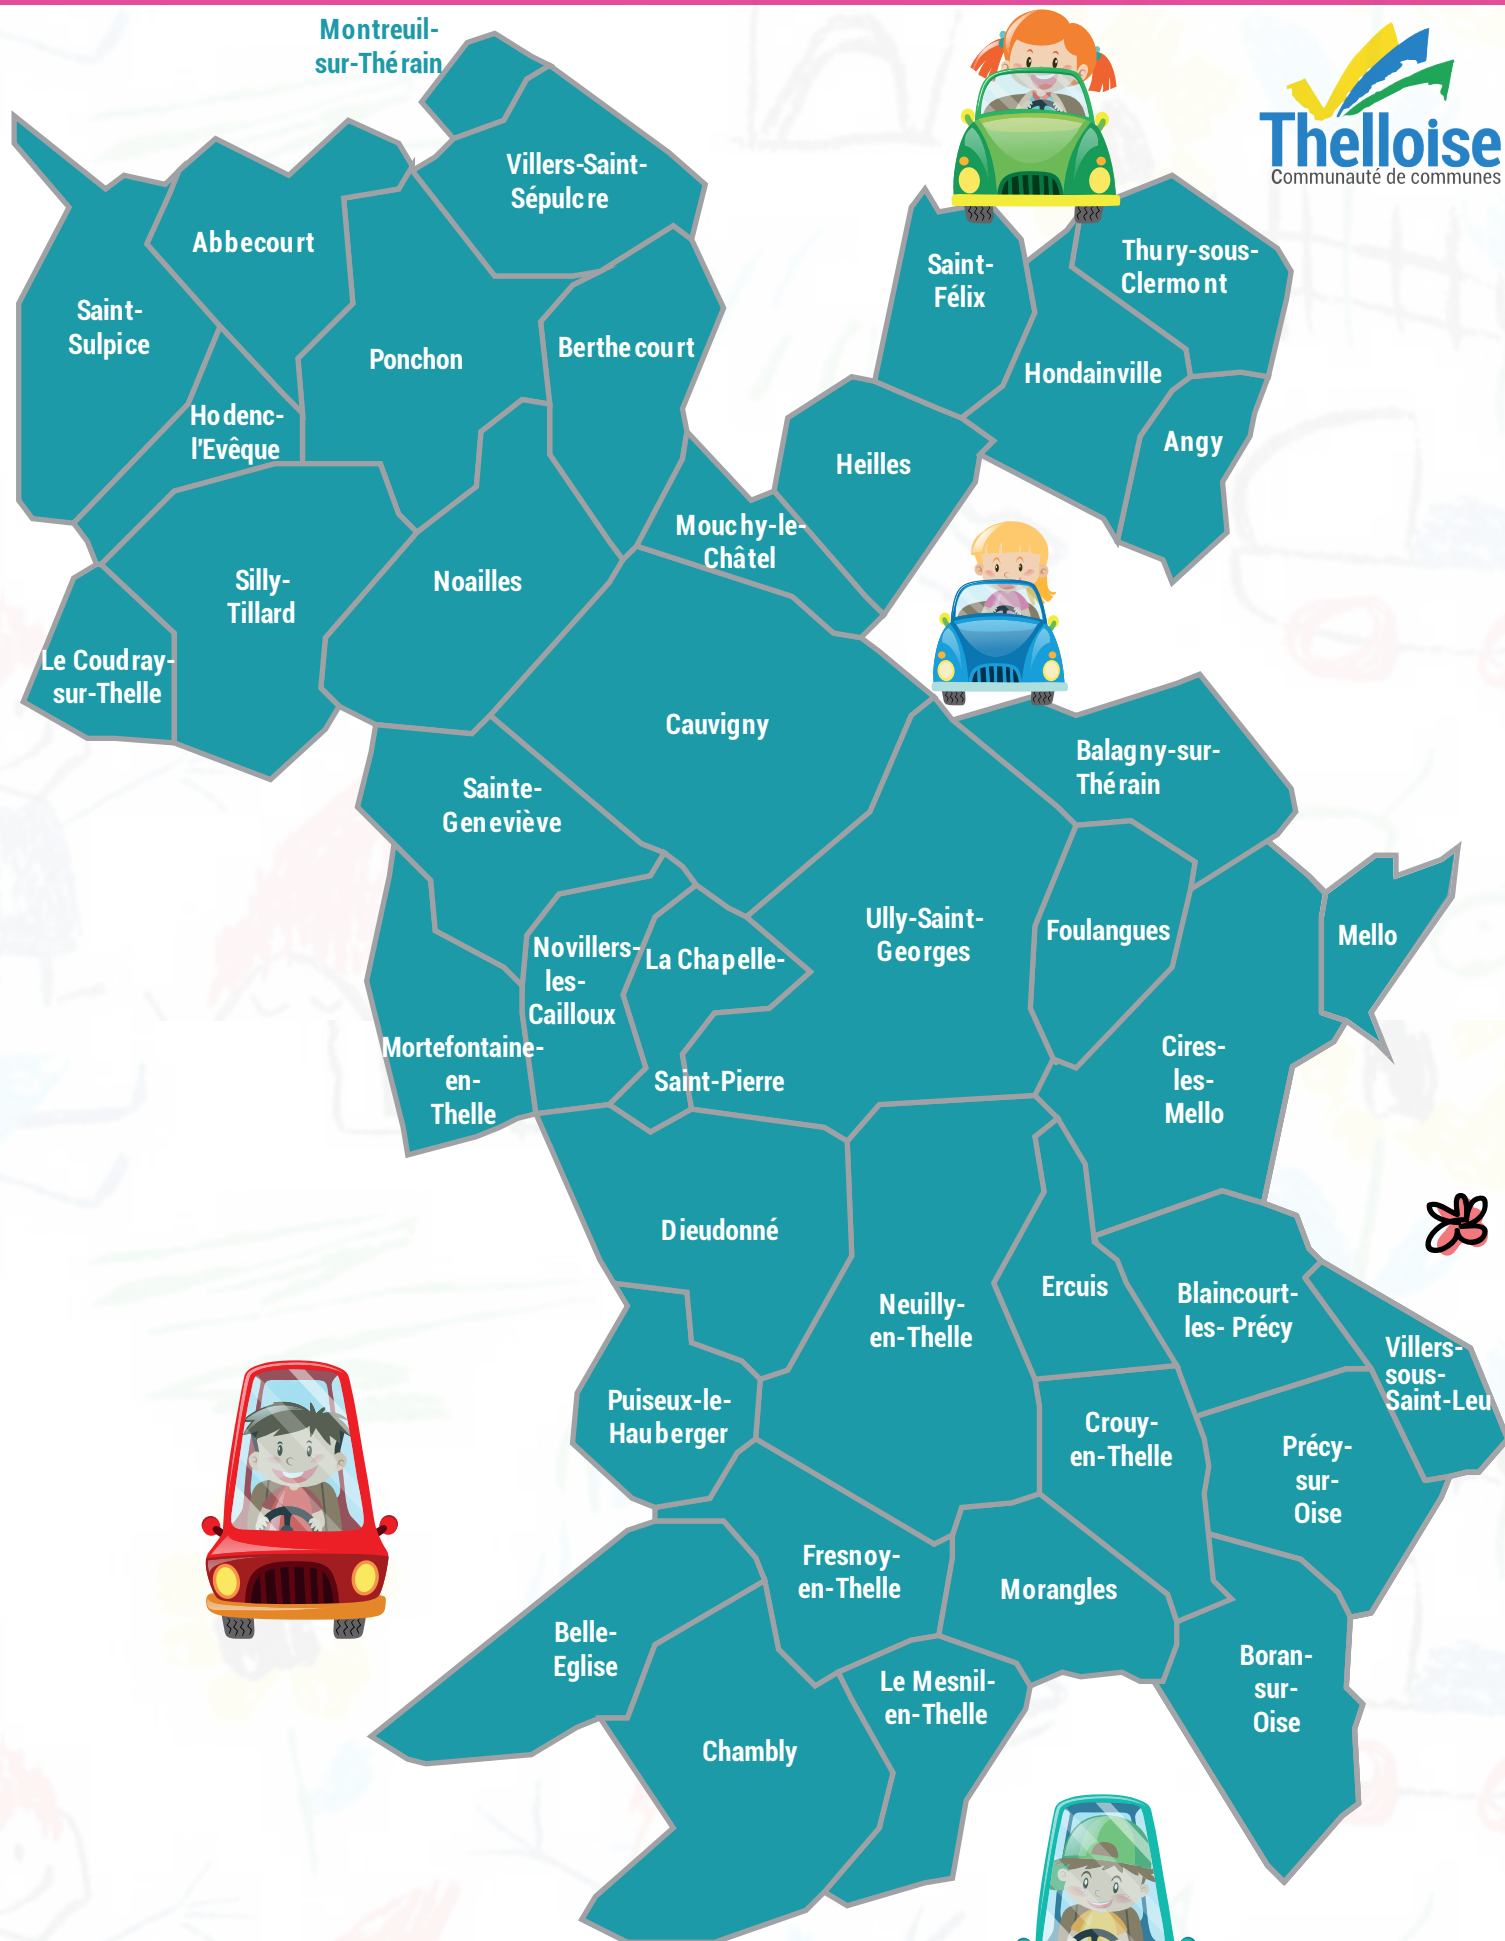 Montreuil-
sur-Thérain
Thelloise
Communauté de communes
Villers-Saint-
Sépulcre
Abbecourt
Saint-
Félix
Thury-sous-
Clermont
Saint-
Sulpice
Ponchon
Berthecourt
Hondainville
Hodenc-
l'Evêque
Angy
Heilles
Mouchy-le-
Châtel
Silly-
Tillard
Noailles
Le Coudray-
sur-Thelle
Cauvigny
Balagny-sur-
Thérain
Sainte-
Geneviève
Ully-Saint-
Georges
Foulangues
Mello
Novillers-
les-
Cailloux
La Chapelle-
Saint-Pierre
Mortefontaine-
en-
Thelle
Cires-
les-
Mello
Dieudonné
Ercuis
Neuilly-
en-Thelle
Blaincourt-
les- Précy
Villers-
sous-
Saint-Leu
Puiseux-le-
Hauberger
Crouy-
en-Thelle
Précy-
sur-
Oise
Fresnoy-
en-Thelle
Morangles
Belle-
Eglise
Boran-
sur-
Oise
Le Mesnil-
en-Thelle
Chambly